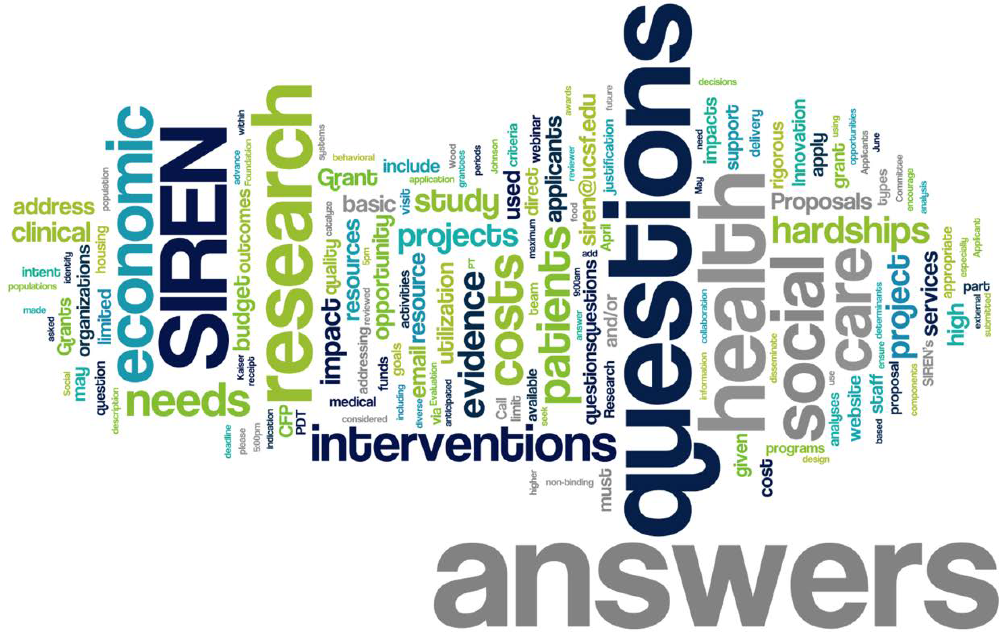 address
clinical
intent
populations
made
asked
Grants
Social
may
identify
organizations
housing
limited
question
population
description
economic
SIREN
needs
within
advance
Foundation
outcomes
budget
Kaiser
receipt
deadline
please
5:00pm
indication
research
CFP
PDT
systems
behavioral
Grant
include
application
Wood
grantees
periods
Johnson
criteria
webinar
basic
visit
study
used
direct
applicants
awards
reviewer
food
siren@ucsf.edu
future
justification
April
catalyze
quality
impact
resources
5pm
reviewed
addressing
opportunity
funds
goals
activities
resource
email
projects
utilization
PT
evidence
costs
maximum
team
patients
add
9:00am
answer
questionsquestions
and/or
Research
medical
considered
including
diverse
via
Evaluation
anticipated
Call
limit
available
seek
interventions
higher
non-binding
must
questions
decisions
need
impacts
support
delivery
May
health
collaboration
information
given
rigorous
Innovation
apply
using
grant
opportunities
Applicants
June
types
Committee
encourage
analysis
Proposals
hardships
social
care
disseminate
use
analyses
website
programs
design
cost
determinants
ensure
staff
based
project
proposal
components
services
SIREN's
appropriate
high
especially
Applicant
part
external
submitted
answers